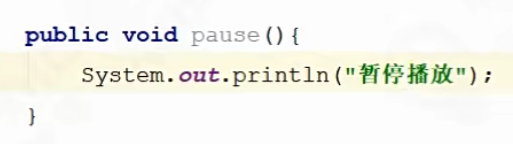 public void pause(){
System.out.println("暂停播放");
}